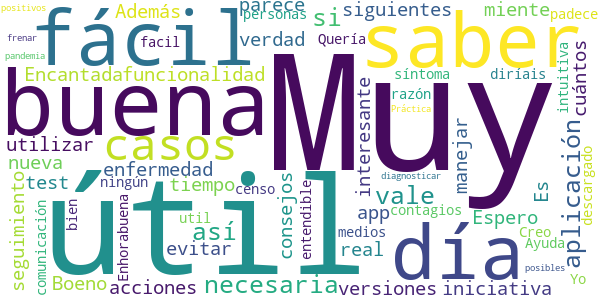 positivos
Además
parece
personas
si
siguientes
miente
frenar
fácil
facil
verdad
Quería
saber
padece
pandemia
Encantada
funcionalidad
síntoma
diríais
intuitiva
cuántos
buena
Muy
razón
Práctica
utilizar
casos
interesante
manejar
aplicación
descargado
nueva
enfermedad
test
ningún
tiempo
censo
consejos
entendible
diagnosticar
Es
vale
seguimiento
comunicación
bien
Enhorabuena
útil
util
así
app
contagios
Espero
medios
día
Creo
Ayuda
evitar
real
Boeno
acciones
necesaria
versiones
iniciativa
posibles
Yo